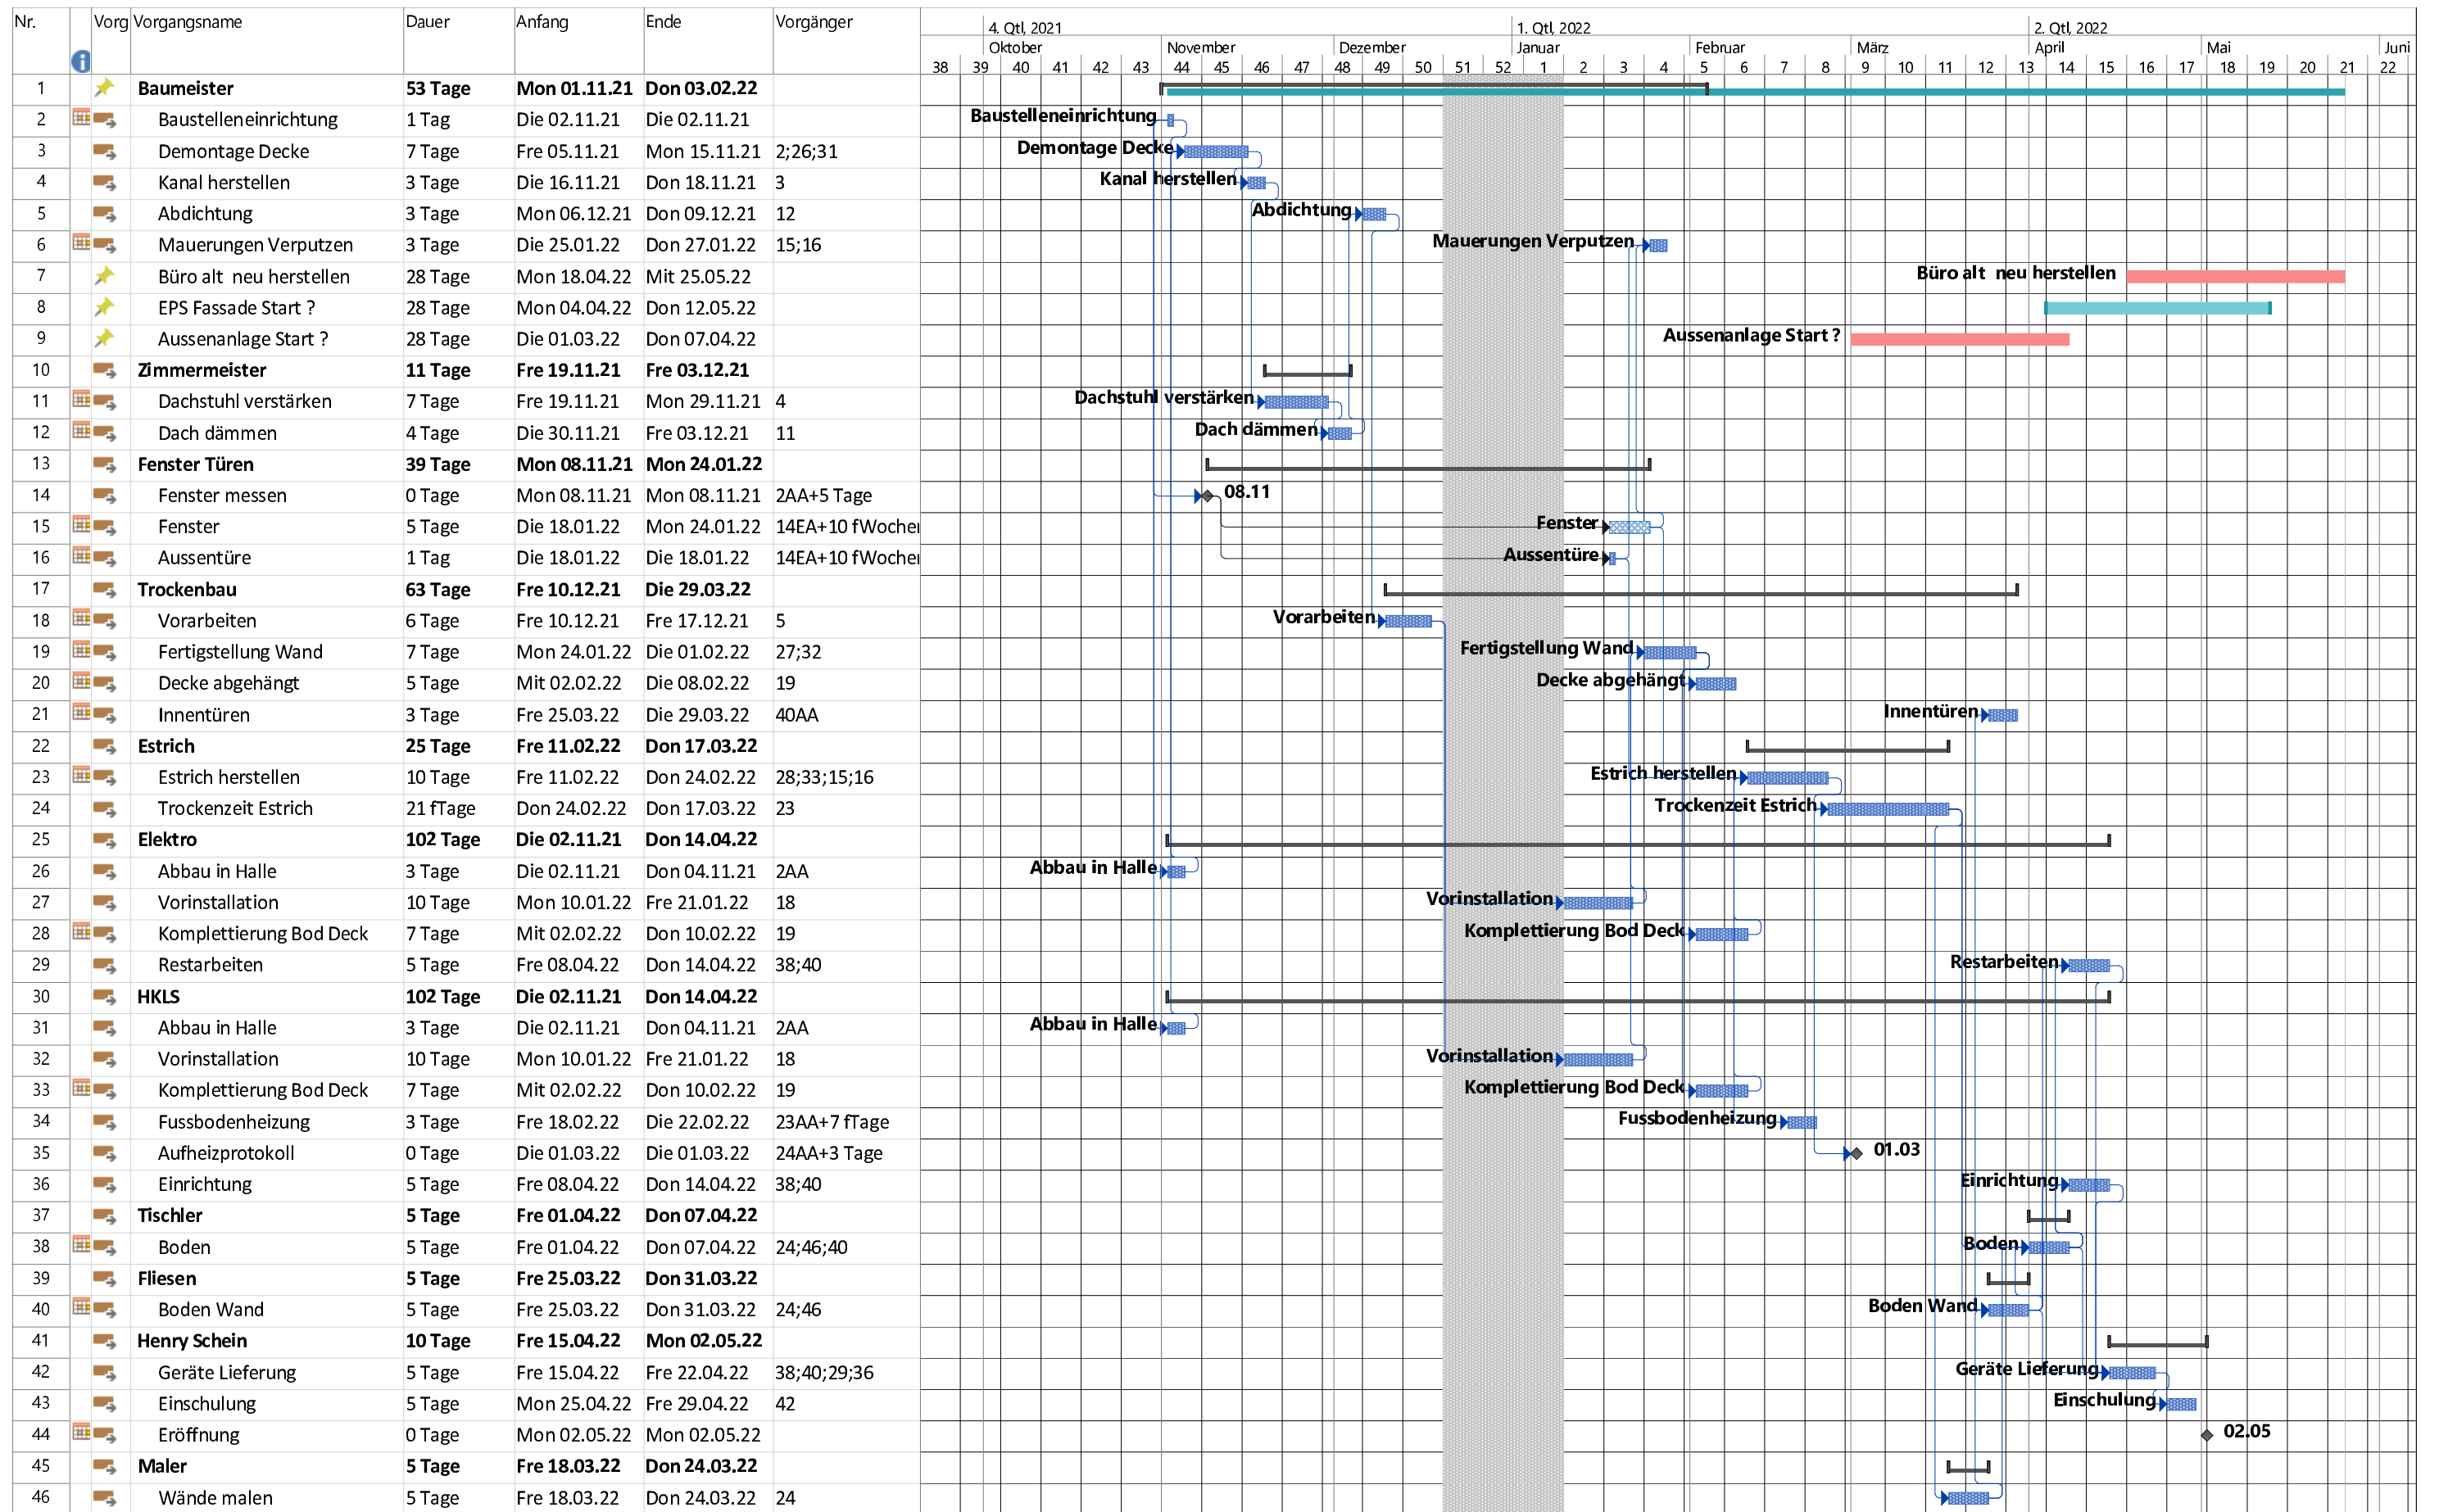 Nr. Vorg Vorgangsname Dauer Anfang Ende Vorgänger
4. Qtl, 2021 1. Qtl, 2022 2. Qtl, 2022
Oktober November Dezember Januar Februar März April Mai Juni
38 39 40 41 42 43 44 45 46 47 48 49 50 51 52 1 2 3 4 5 6 7 8 9 10 11 12 13 14 15 16 17 18 19 20 21 22
1 Baumeister 53 Tage Mon 01.11.21 Don 03.02.22
2 Baustelleneinrichtung 1 Tag Die 02.11.21 Die 02.11.21 Baustelleneinrichtung
3 Demontage Decke 7 Tage Fre 05.11.21 Mon 15.11.21 2;26;31 Demontage Decke
4 Kanal herstellen 3 Tage Die 16.11.21 Don 18.11.21 3 Kanal herstellen
5 Abdichtung 3 Tage Mon 06.12.21 Don 09.12.21 12 Abdichtung
6 Mauerungen Verputzen 3 Tage Die 25.01.22 Don 27.01.22 15;16 Mauerungen Verputzen
7 Büro alt neu herstellen 28 Tage Mon 18.04.22 Mit 25.05.22 Büro alt neu herstellen
8 EPS Fassade Start ? 28 Tage Mon 04.04.22 Don 12.05.22
9 Aussenanlage Start ? 28 Tage Die 01.03.22 Don 07.04.22 Aussenanlage Start ?
10 Zimmermeister 11 Tage Fre 19.11.21 Fre 03.12.21
11 Dachstuhl verstärken 7 Tage Fre 19.11.21 Mon 29.11.21 4 Dachstuhl verstärken
12 Dach dämmen 4 Tage Die 30.11.21 Fre 03.12.21 11 Dach dämmen
13 Fenster Türen 39 Tage Mon 08.11.21 Mon 24.01.22
14 Fenster messen 0 Tage Mon 08.11.21 Mon 08.11.21 2AA+5 Tage 08.11
15 Fenster 5 Tage Die 18.01.22 Mon 24.01.22 14EA+10 fWocher Fenster
16 Aussentüre 1 Tag Die 18.01.22 Die 18.01.22 14EA+10 fWocher Aussentüre
17 Trockenbau 63 Tage Fre 10.12.21 Die 29.03.22
18 Vorarbeiten 6 Tage Fre 10.12.21 Fre 17.12.21 5 Vorarbeiten
19 Fertigstellung Wand 7 Tage Mon 24.01.22 Die 01.02.22 27;32 Fertigstellung Wand
20 Decke abgehängt 5 Tage Mit 02.02.22 Die 08.02.22 19 Decke abgehängt
21 Innentüren 3 Tage Fre 25.03.22 Die 29.03.22 40AA Innentüren
22 Estrich 25 Tage Fre 11.02.22 Don 17.03.22
23 Estrich herstellen 10 Tage Fre 11.02.22 Don 24.02.22 28;33;15;16 Estrich herstellen
24 Trockenzeit Estrich 21 fTage Don 24.02.22 Don 17.03.22 23 Trockenzeit Estrich
25 Elektro 102 Tage Die 02.11.21 Don 14.04.22
26 Abbau in Halle 3 Tage Die 02.11.21 Don 04.11.21 2AA Abbau in Halle
27 Vorinstallation 10 Tage Mon 10.01.22 Fre 21.01.22 18 Vorinstallation
28 Komplettierung Bod Deck 7 Tage Mit 02.02.22 Don 10.02.22 19 Komplettierung Bod Deck
29 Restarbeiten 5 Tage Fre 08.04.22 Don 14.04.22 38;40 Restarbeiten
30 HKLS 102 Tage Die 02.11.21 Don 14.04.22
31 Abbau in Halle 3 Tage Die 02.11.21 Don 04.11.21 2AA Abbau in Halle
32 Vorinstallation 10 Tage Mon 10.01.22 Fre 21.01.22 18 Vorinstallation
33 Komplettierung Bod Deck 7 Tage Mit 02.02.22 Don 10.02.22 19 Komplettierung Bod Deck
34 Fussbodenheizung 3 Tage Fre 18.02.22 Die 22.02.22 23AA+7 fTage Fussbodenheizung
35 Aufheizprotokoll 0 Tage Die 01.03.22 Die 01.03.22 24AA+3 Tage 01.03
36 Einrichtung 5 Tage Fre 08.04.22 Don 14.04.22 38;40 Einrichtung
37 Tischler 5 Tage Fre 01.04.22 Don 07.04.22
38 Boden 5 Tage Fre 01.04.22 Don 07.04.22 24;46;40 Boden
39 Fliesen 5 Tage Fre 25.03.22 Don 31.03.22
40 Boden Wand 5 Tage Fre 25.03.22 Don 31.03.22 24;46 Boden Wand
41 Henry Schein 10 Tage Fre 15.04.22 Mon 02.05.22
42 Geräte Lieferung 5 Tage Fre 15.04.22 Fre 22.04.22 38;40;29;36 Geräte Lieferung
43 Einschulung 5 Tage Mon 25.04.22 Fre 29.04.22 42 Einschulung
44 Eröffnung 0 Tage Mon 02.05.22 Mon 02.05.22 02.05
45 Maler 5 Tage Fre 18.03.22 Don 24.03.22
46 Wände malen 5 Tage Fre 18.03.22 Don 24.03.22 24